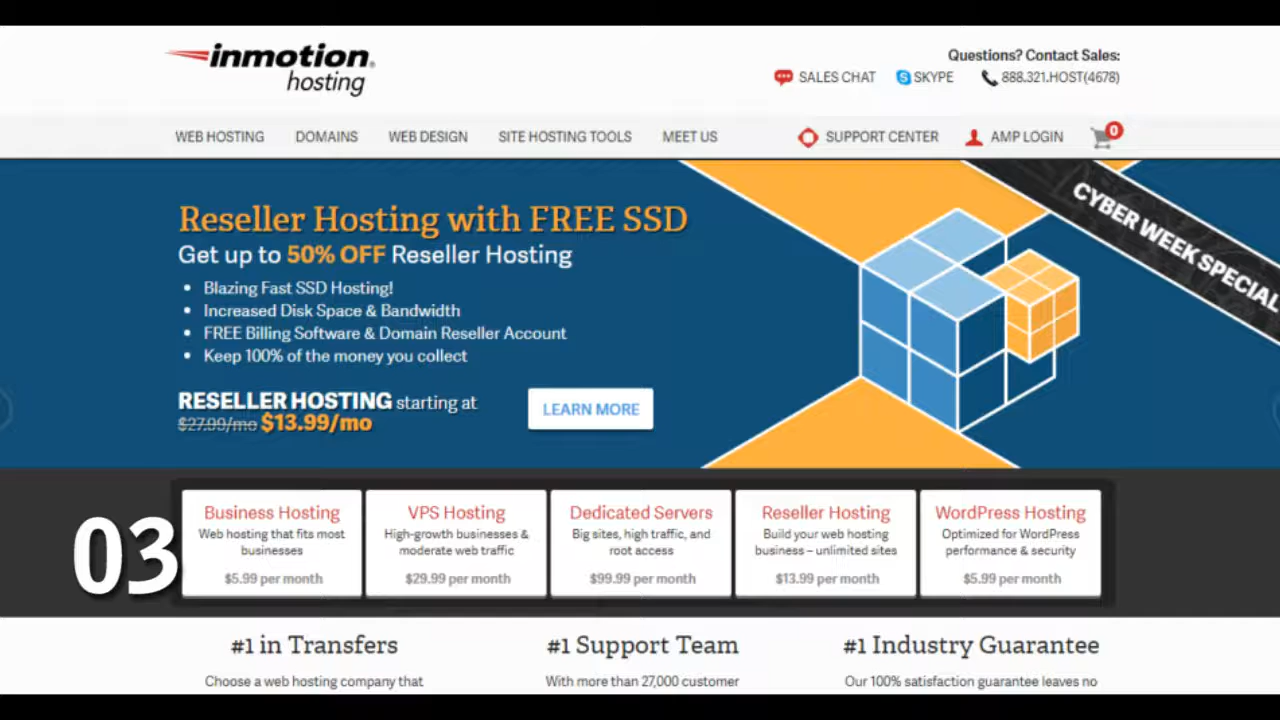 inmotion
hosting
Questions? Contact Sales:
SALES CHAT SKYPE 888.321.HOST(4678)
WEB HOSTING DOMAINS WEB DESIGN SITE HOSTING TOOLS MEET US SUPPORT CENTER AMP LOGIN 0
CYBER WEEK SPECIAL
Reseller Hosting with FREE SSD
Get up to 50% OFF Reseller Hosting
• Blazing Fast SSD Hosting!
• Increased Disk Space & Bandwidth
• FREE Billing Software & Domain Reseller Account
• Keep 100% of the money you collect
RESELLER HOSTING starting at
$27.99/mo $13.99/mo
LEARN MORE
03
Business Hosting
Web hosting that fits most
businesses
$5.99 per month
VPS Hosting
High-growth businesses &
moderate web traffic
$29.99 per month
Dedicated Servers
Big sites, high traffic, and
root access
$99.99 per month
Reseller Hosting
Build your web hosting
business – unlimited sites
$13.99 per month
WordPress Hosting
Optimized for WordPress
performance & security
$5.99 per month
#1 in Transfers
Choose a web hosting company that
#1 Support Team
With more than 27,000 customer
#1 Industry Guarantee
Our 100% satisfaction guarantee leaves no